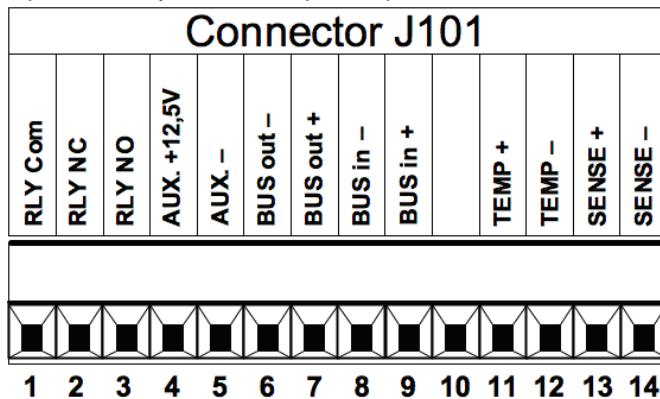 Connector J101
RLY Com
RLY NC
RLY NO
AUX. +12,5V
AUX. –
BUS out –
BUS out +
BUS in –
BUS in +
TEMP +
TEMP –
SENSE +
SENSE –
1 2 3 4 5 6 7 8 9 10 11 12 13 14